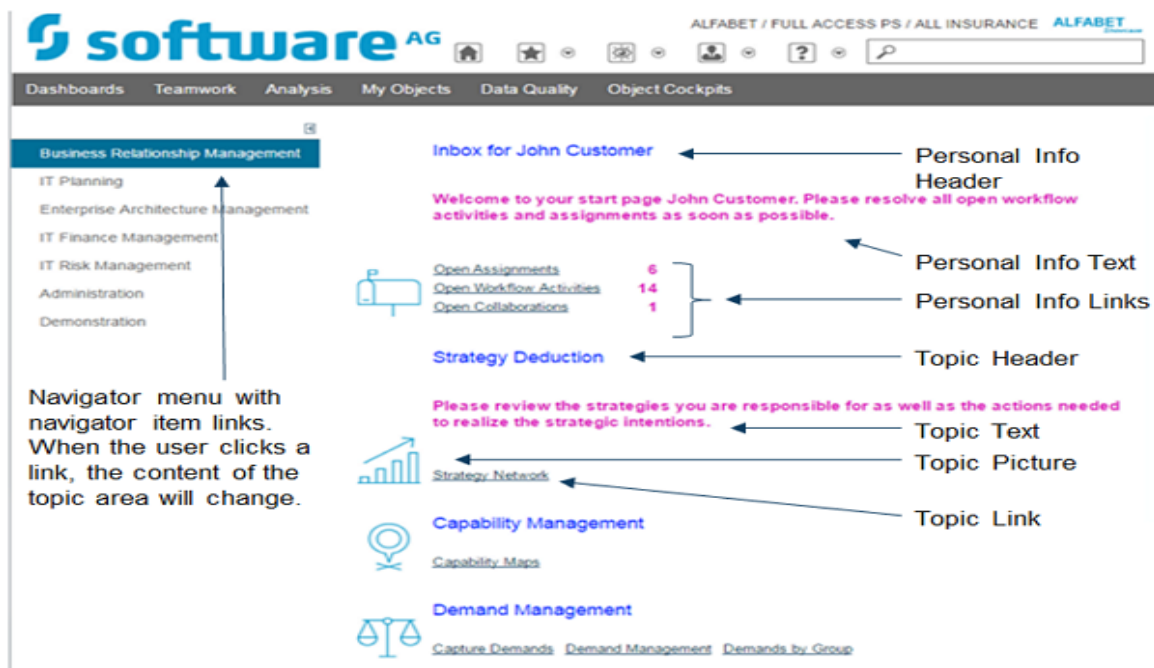 software AG
ALFABET / FULL ACCESS PS / ALL INSURANCE ALFABET
?
Dashboards Teamwork Analysis My Objects Data Quality Object Cockpits
Business Relationship Management
IT Planning
Enterprise Architecture Management
IT Finance Management
IT Risk Management
Administration
Demonstration
Navigator menu with
navigator item links.
When the user clicks a
link, the content of the
topic area will change.
Inbox for John Customer
Personal Info
Header
Welcome to your start page John Customer. Please resolve all open workflow
activities and assignments as soon as possible.
Personal Info Text
Open Assignments 6
Open Workflow Activities 14
Open Collaborations 1
Personal Info Links
Strategy Deduction
Topic Header
Please review the strategies you are responsible for as well as the actions needed
to realize the strategic intentions.
Topic Text
Topic Picture
Strategy Network
Topic Link
Capability Management
Capability Maps
Demand Management
Capture Demands Demand Management Demands by Group